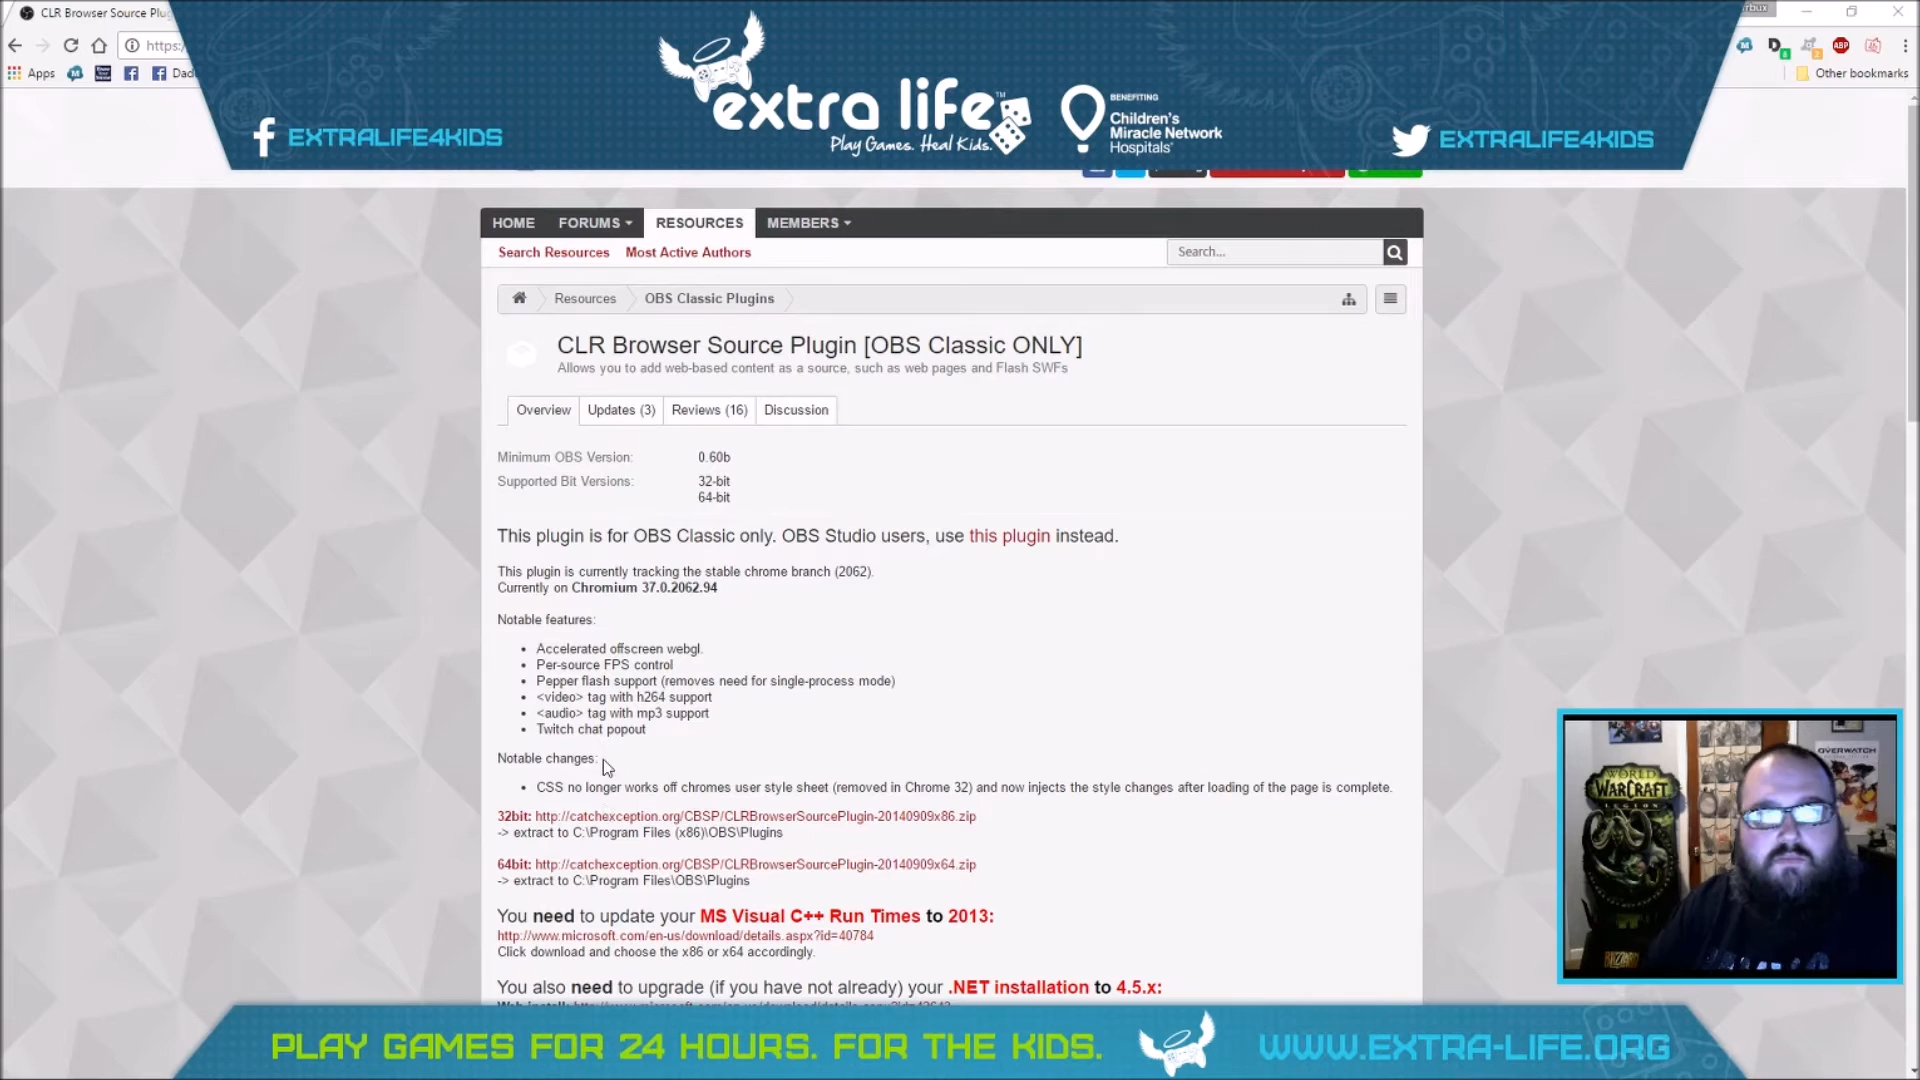 CLR Browser Source Plu
https:
Apps
Dad
Other bookmarks
ABP
EXTRALIFE4KIDS
extra life
Play Games. Heal Kids.
BENEFITING
Children's
Miracle Network
Hospitals
EXTRALIFE4KIDS
HOME FORUMS RESOURCES MEMBERS
Search Resources Most Active Authors
Search...
Resources OBS Classic Plugins
CLR Browser Source Plugin [OBS Classic ONLY]
Allows you to add web-based content as a source, such as web pages and Flash SWFs
Overview Updates (3) Reviews (16) Discussion
Minimum OBS Version: 0.60b
Supported Bit Versions: 32-bit
64-bit
This plugin is for OBS Classic only. OBS Studio users, use this plugin instead.
This plugin is currently tracking the stable chrome branch (2062).
Currently on Chromium 37.0.2062.94
Notable features:
• Accelerated offscreen webgl.
• Per-source FPS control
• Pepper flash support (removes need for single-process mode)
• <video> tag with h264 support
• <audio> tag with mp3 support
• Twitch chat popout
Notable changes:
• CSS no longer works off chromes user style sheet (removed in Chrome 32) and now injects the style changes after loading of the page is complete.
32bit: http://catchexception.org/CBSP/CLRBrowserSourcePlugin-20140909x86.zip
-> extract to C:\Program Files (x86)\OBS\Plugins
64bit: http://catchexception.org/CBSP/CLRBrowserSourcePlugin-20140909x64.zip
-> extract to C:\Program Files\OBS\Plugins
You need to update your MS Visual C++ Run Times to 2013:
http://www.microsoft.com/en-us/download/details.aspx?id=40784
Click download and choose the x86 or x64 accordingly.
You also need to upgrade (if you have not already) your .NET installation to 4.5.x:
OVERWATCH
WORLD
WARCRAFT
LEGION
PLAY GAMES FOR 24 HOURS. FOR THE KIDS.
WWW.EXTRA-LIFE.ORG